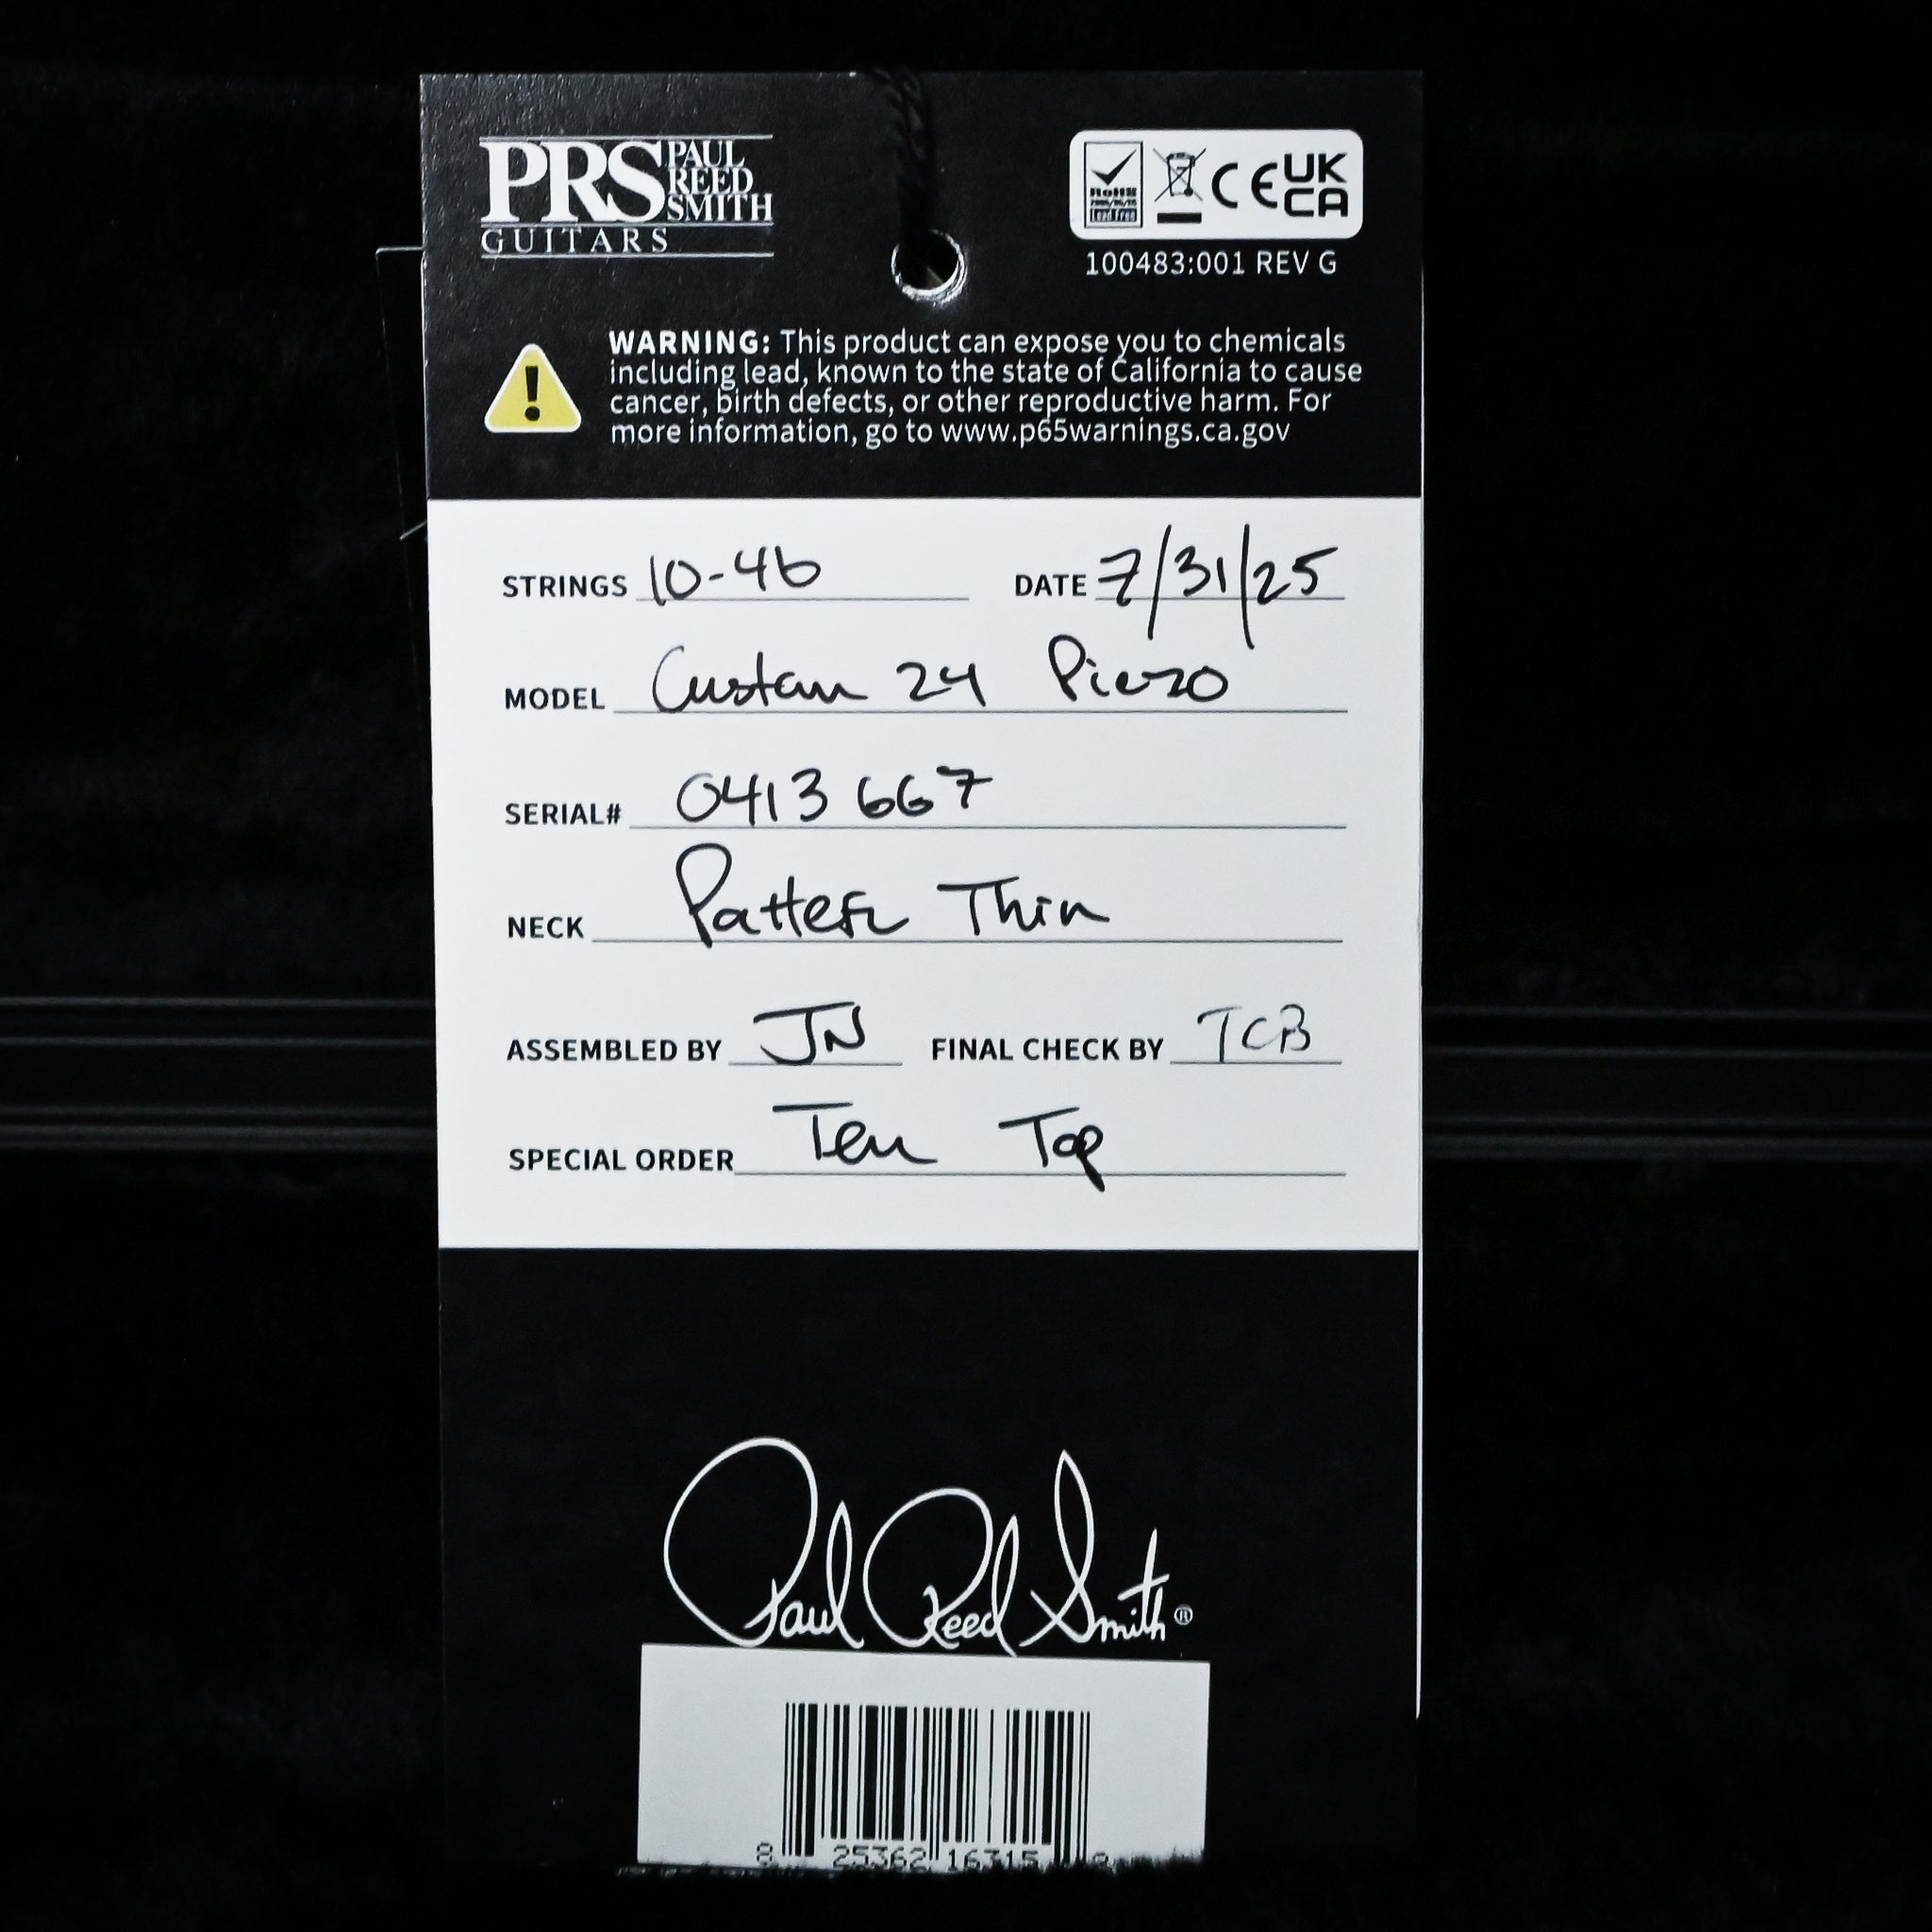 PRS PAUL REED SMITH
GUITARS
RoHS
Lead Free
CE UK CA
100483:001 REV G
WARNING: This product can expose you to chemicals
including lead, known to the state of California to cause
cancer, birth defects, or other reproductive harm. For
more information, go to www.p65warnings.ca.gov
STRINGS 10-46 DATE 7/31/25
MODEL Custom 24 Piezo
SERIAL# 0413667
NECK Pattern Thin
ASSEMBLED BY JN FINAL CHECK BY TCB
SPECIAL ORDER Ten Top
Paul Reed Smith®
8 25362 16315